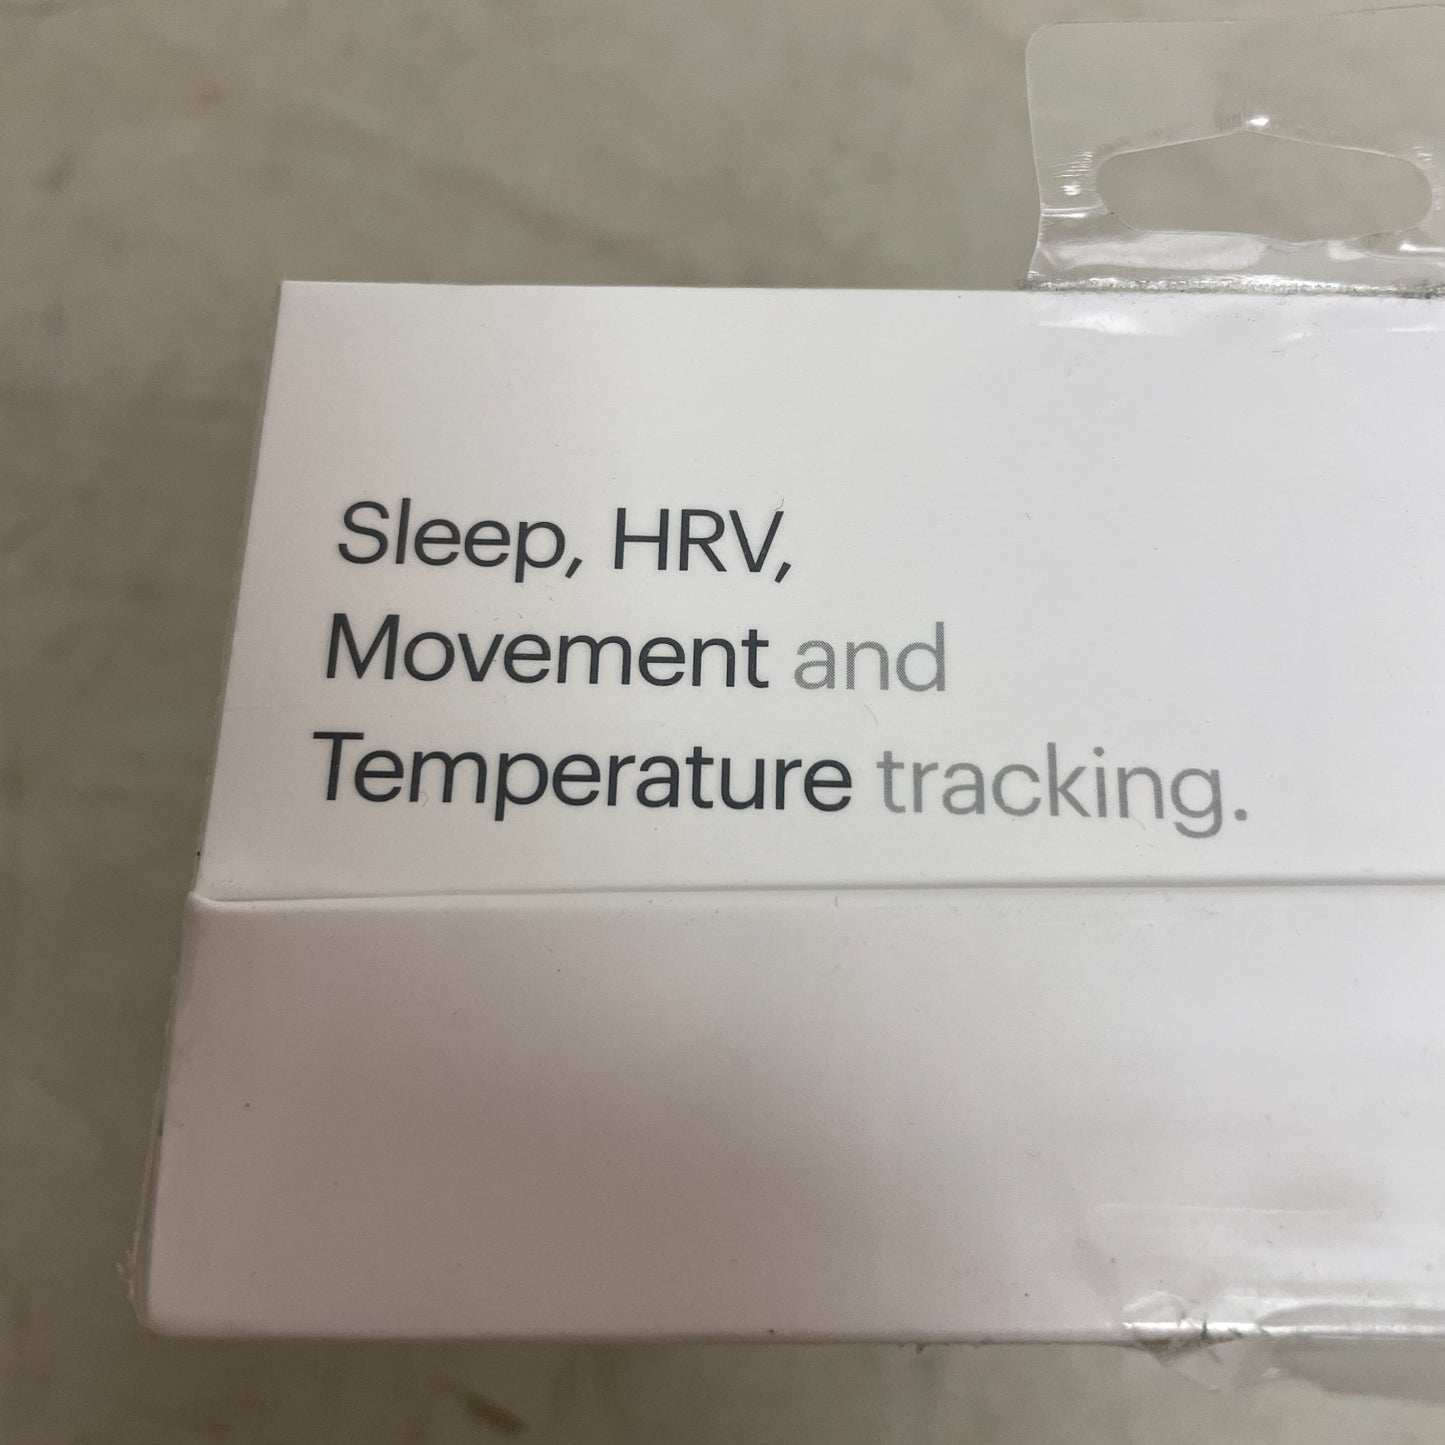 Sleep, HRV,
Movement and
Temperature tracking.